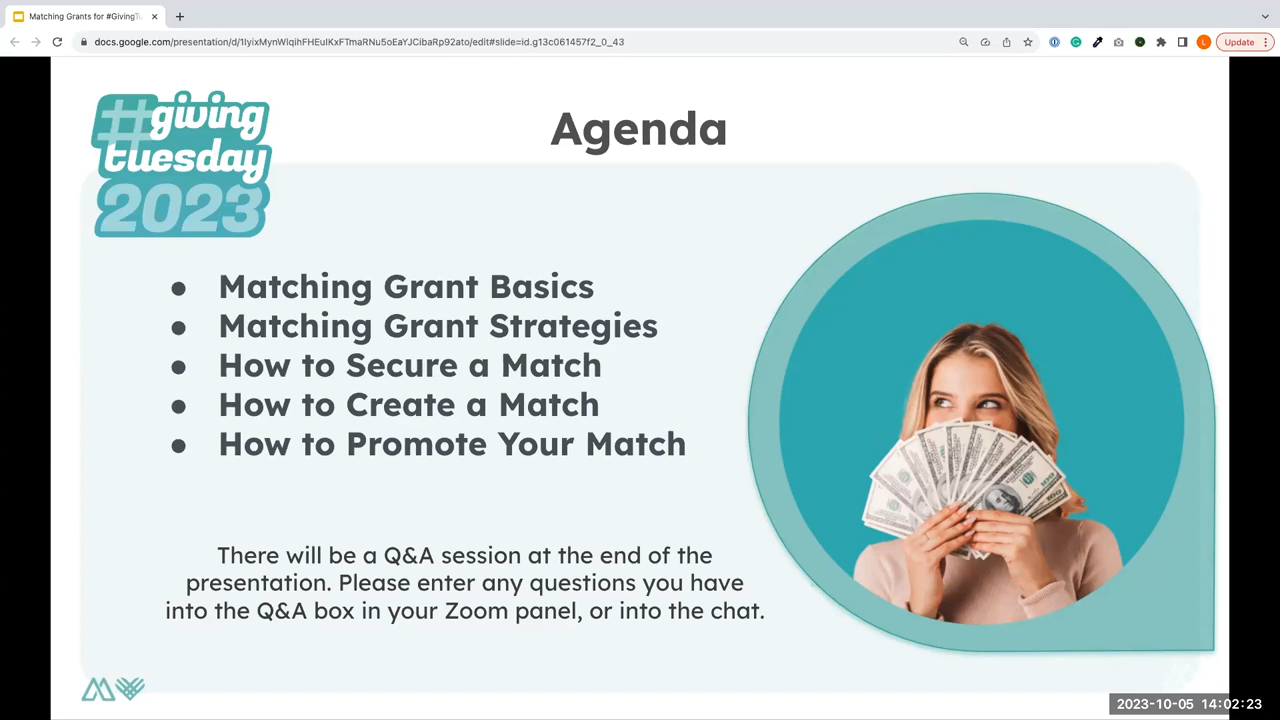 Matching Grants for #GivingTu
docs.google.com/presentation/d/1IyixMynWlqihFHEuIKxFTmaRNu5oEaYJCibaRp92ato/edit#slide=id.g13c061457f2_0_43
L
Update
#giving
tuesday
2023
Agenda
● Matching Grant Basics
● Matching Grant Strategies
● How to Secure a Match
● How to Create a Match
● How to Promote Your Match
There will be a Q&A session at the end of the
presentation. Please enter any questions you have
into the Q&A box in your Zoom panel, or into the chat.
2023-10-05 14:02:23